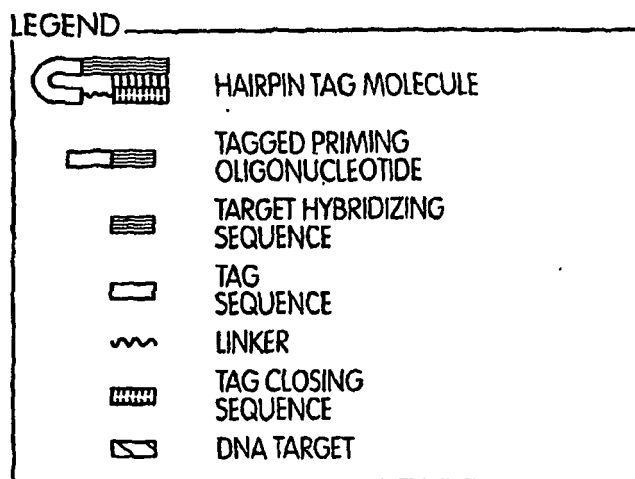 LEGEND
HAIRPIN TAG MOLECULE
TAGGED PRIMING
OLIGONUCLEOTIDE
TARGET HYBRIDIZING
SEQUENCE
TAG
SEQUENCE
LINKER
TAG CLOSING
SEQUENCE
DNA TARGET